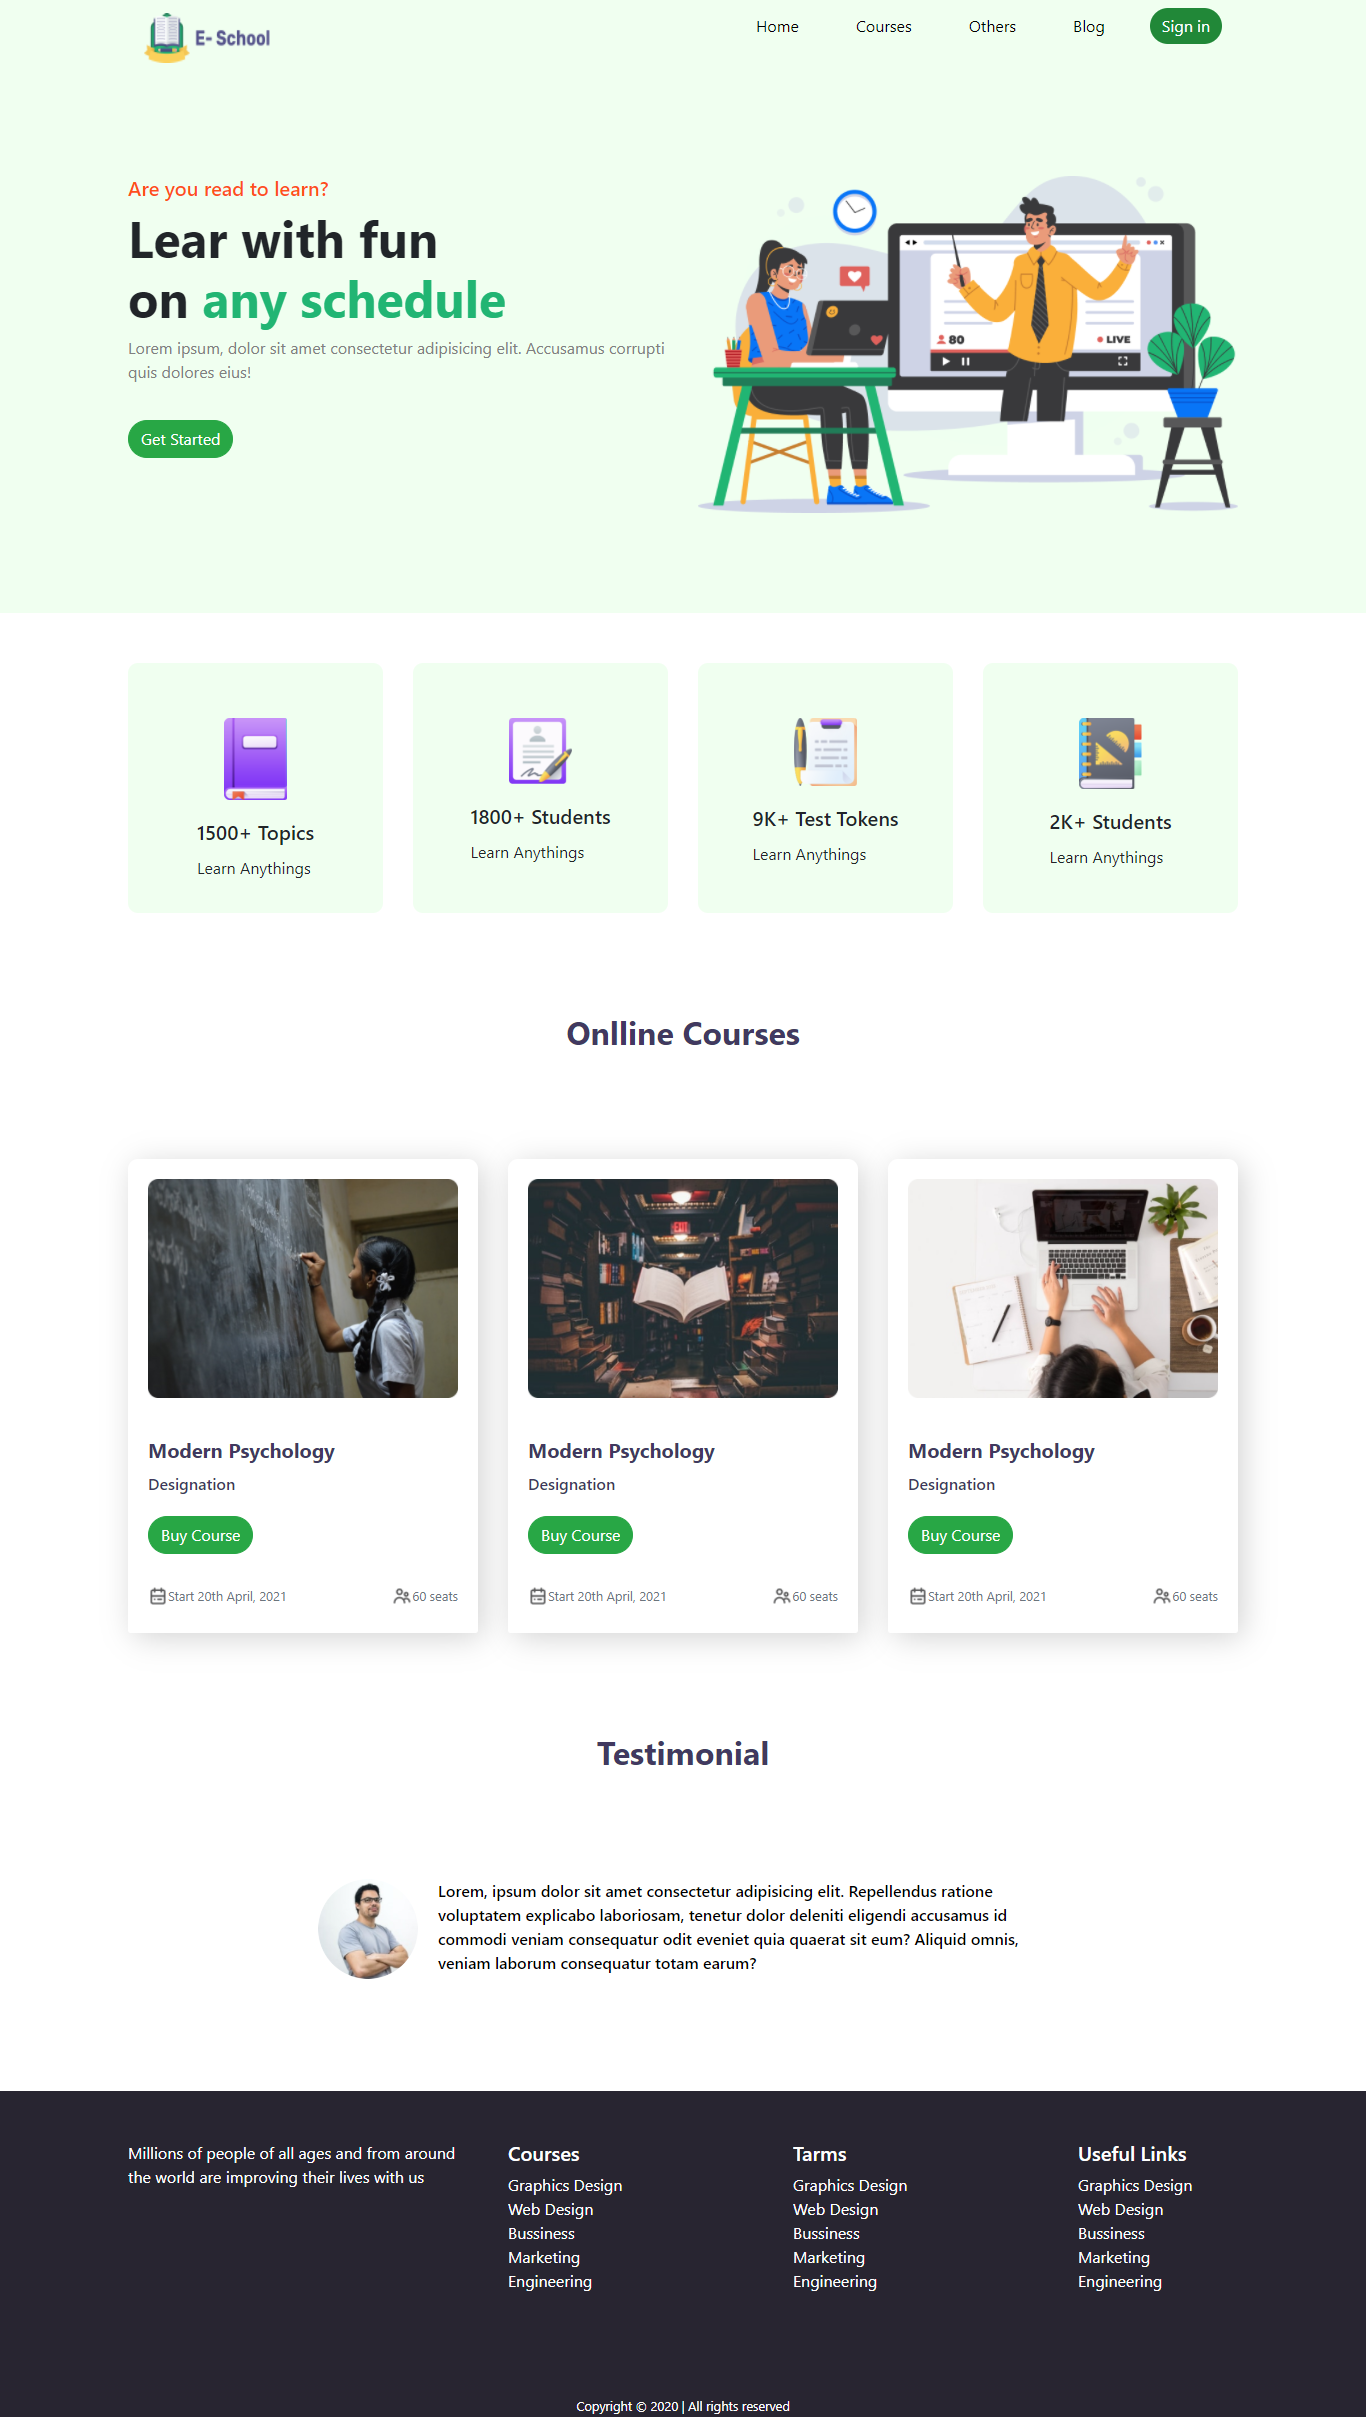 E- School
Home Courses Others Blog Sign in
Are you read to learn?
Lear with fun
on any schedule
Lorem ipsum, dolor sit amet consectetur adipisicing elit. Accusamus corrupti
quis dolores eius!
Get Started
80
LIVE
1500+ Topics
Learn Anythings
1800+ Students
Learn Anythings
9K+ Test Tokens
Learn Anythings
2K+ Students
Learn Anythings
Onlline Courses
EXIT
Modern Psychology
Designation
Buy Course
Start 20th April, 2021 60 seats
Modern Psychology
Designation
Buy Course
Start 20th April, 2021 60 seats
Modern Psychology
Designation
Buy Course
Start 20th April, 2021 60 seats
Testimonial
Lorem, ipsum dolor sit amet consectetur adipisicing elit. Repellendus ratione
voluptatem explicabo laboriosam, tenetur dolor deleniti eligendi accusamus id
commodi veniam consequatur odit eveniet quia quaerat sit eum? Aliquid omnis,
veniam laborum consequatur totam earum?
Millions of people of all ages and from around
the world are improving their lives with us
Courses
Graphics Design
Web Design
Bussiness
Marketing
Engineering
Tarms
Graphics Design
Web Design
Bussiness
Marketing
Engineering
Useful Links
Graphics Design
Web Design
Bussiness
Marketing
Engineering
Copyright © 2020 | All rights reserved